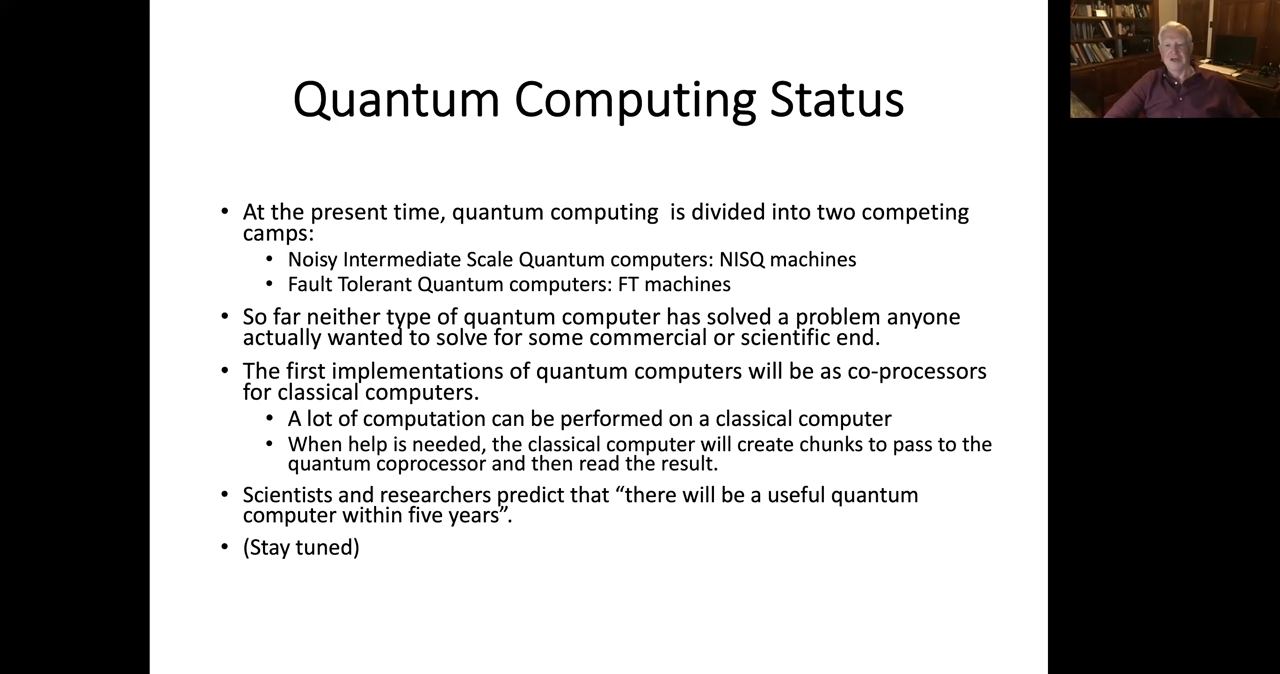 Quantum Computing Status
• At the present time, quantum computing  is divided into two competing
camps:
• Noisy Intermediate Scale Quantum computers: NISQ machines
• Fault Tolerant Quantum computers: FT machines
• So far neither type of quantum computer has solved a problem anyone
actually wanted to solve for some commercial or scientific end.
• The first implementations of quantum computers will be as co-processors
for classical computers.
• A lot of computation can be performed on a classical computer
• When help is needed, the classical computer will create chunks to pass to the
quantum coprocessor and then read the result.
• Scientists and researchers predict that “there will be a useful quantum
computer within five years”.
• (Stay tuned)